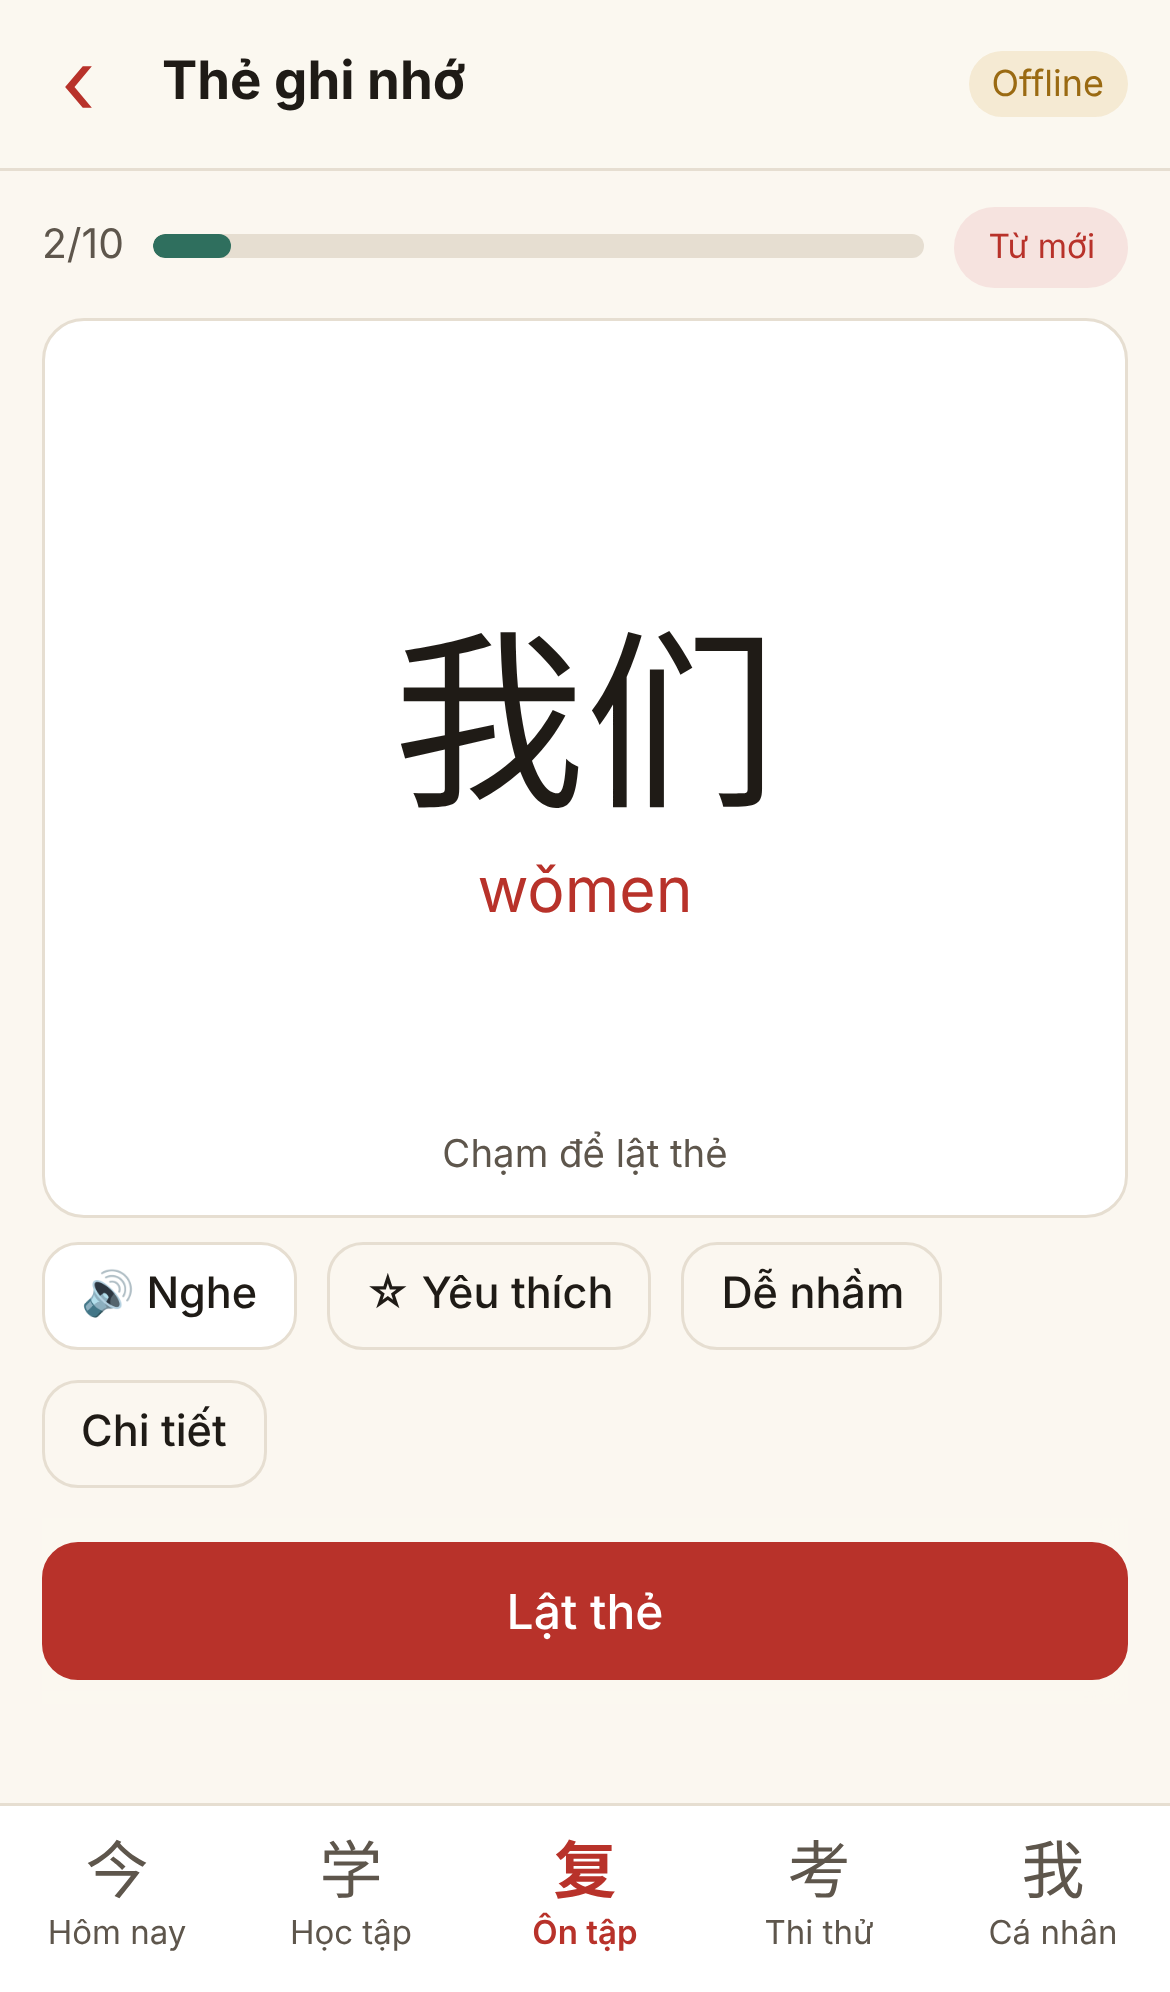 Thẻ ghi nhớ
Offline
2/10
Từ mới
我们
wǒmen
Chạm để lật thẻ
🔊 Nghe
☆ Yêu thích
Dễ nhầm
Chi tiết
Lật thẻ
今 学 复 考 我
Hôm nay Học tập Ôn tập Thi thử Cá nhân